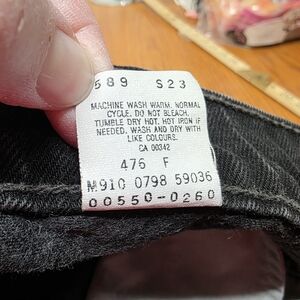 589 S23
MACHINE WASH WARM. NORMAL
CYCLE. DO NOT BLEACH.
TUMBLE DRY HOT. HOT IRON IF
NEEDED. WASH AND DRY WITH
LIKE COLOURS.
CA 00342
476 F
M910 0798 59036
00550-0260